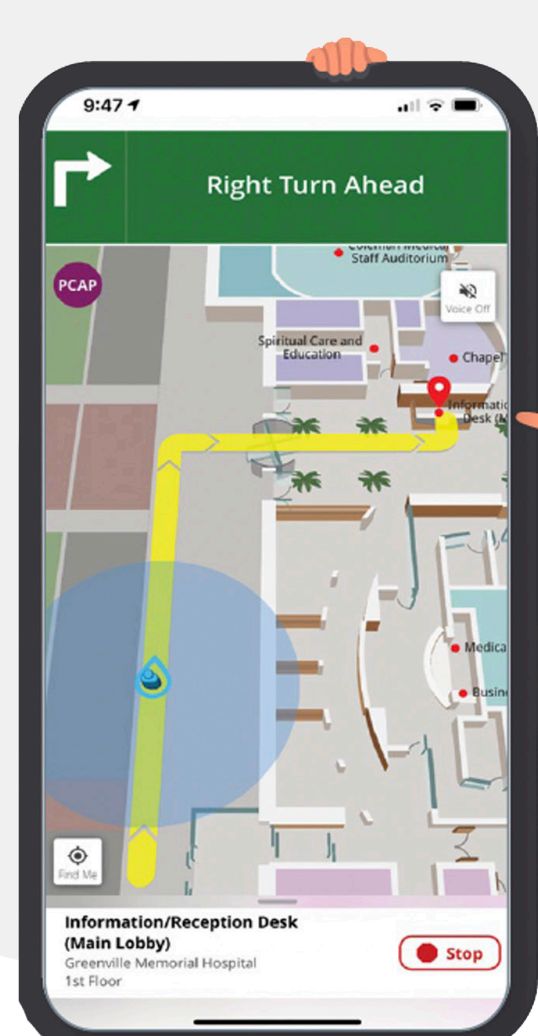 9:47
Right Turn Ahead
Staff Auditorium
PCAP
Voice Off
Spiritual Care and
Education
Chapel
Desk
Find Me
Information/Reception Desk
(Main Lobby)
Greenville Memorial Hospital
1st Floor
Stop